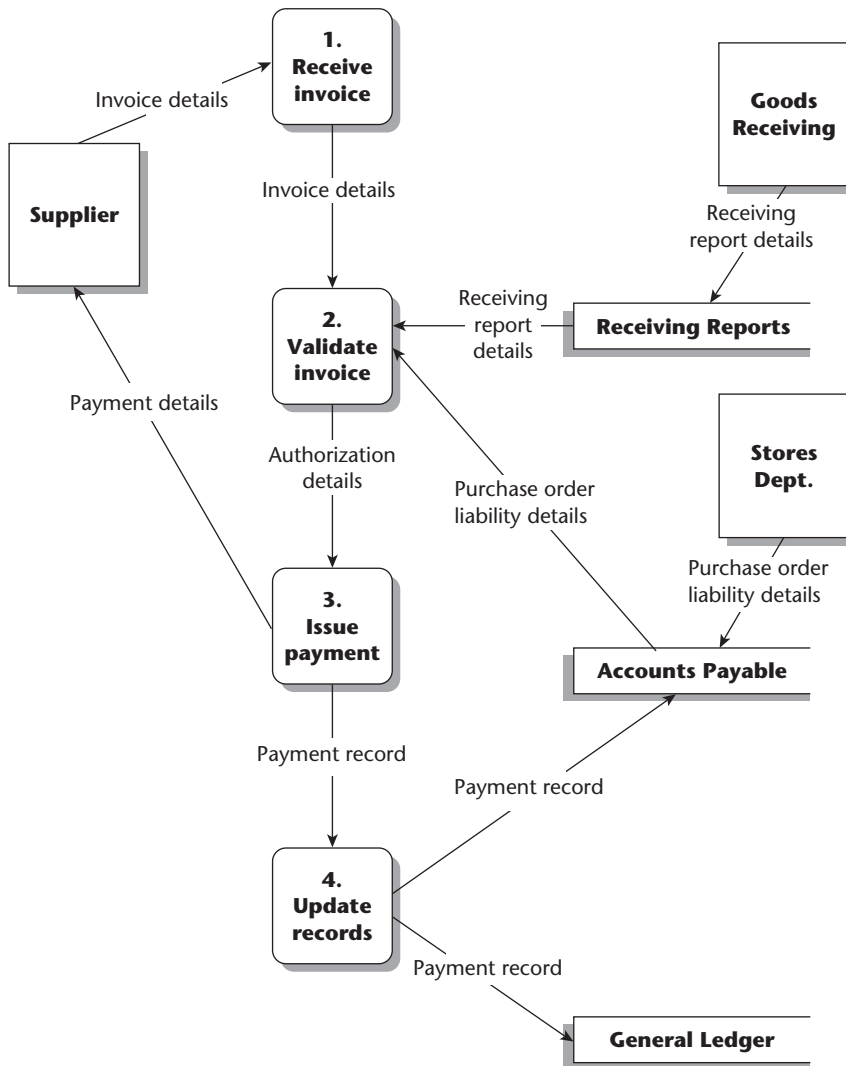 1.
Receive
invoice
Goods
Receiving
Invoice details
Supplier
Invoice details
Receiving
report details
2.
Validate
invoice
Receiving
report
details
Receiving Reports
Payment details
Authorization
details
Purchase order
liability details
Stores
Dept.
Purchase order
liability details
3.
Issue
payment
Accounts Payable
Payment record
Payment record
4.
Update
records
Payment record
General Ledger